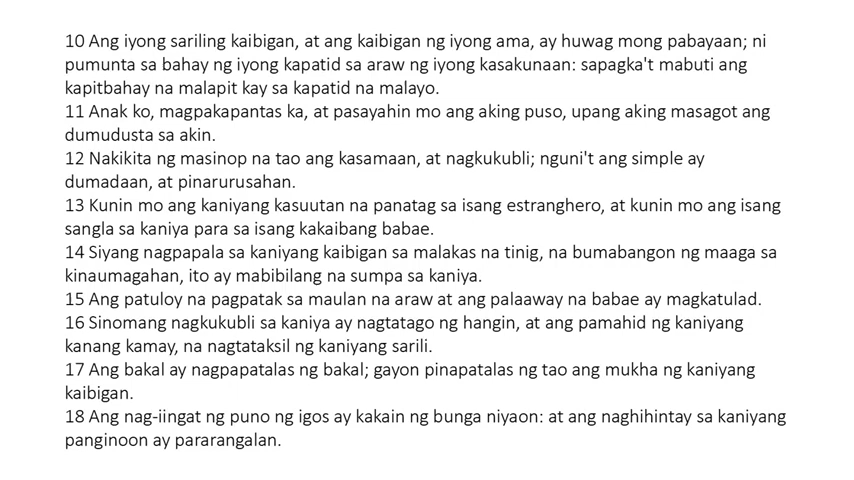 10 Ang iyong sariling kaibigan, at ang kaibigan ng iyong ama, ay huwag mong pabayaan; ni
pumunta sa bahay ng iyong kapatid sa araw ng iyong kasakunaan: sapagka't mabuti ang
kapitbahay na malapit kay sa kapatid na malayo.
11 Anak ko, magpakapantas ka, at pasayahin mo ang aking puso, upang aking masagot ang
dumudusta sa akin.
12 Nakikita ng masinop na tao ang kasamaan, at nagkukubli; nguni't ang simple ay
dumadaan, at pinarurusahan.
13 Kunin mo ang kaniyang kasuutan na panatag sa isang estranghero, at kunin mo ang isang
sangla sa kaniya para sa isang kakaibang babae.
14 Siyang nagpapala sa kaniyang kaibigan sa malakas na tinig, na bumabangon ng maaga sa
kinaumagahan, ito ay mabibilang na sumpa sa kaniya.
15 Ang patuloy na pagpatak sa maulan na araw at ang palaaway na babae ay magkatulad.
16 Sinomang nagkukubli sa kaniya ay nagtatago ng hangin, at ang pamahid ng kaniyang
kanang kamay, na nagtataksil ng kaniyang sarili.
17 Ang bakal ay nagpapatalas ng bakal; gayon pinapatalas ng tao ang mukha ng kaniyang
kaibigan.
18 Ang nag-iingat ng puno ng igos ay kakain ng bunga niyaon: at ang naghihintay sa kaniyang
panginoon ay pararangalan.